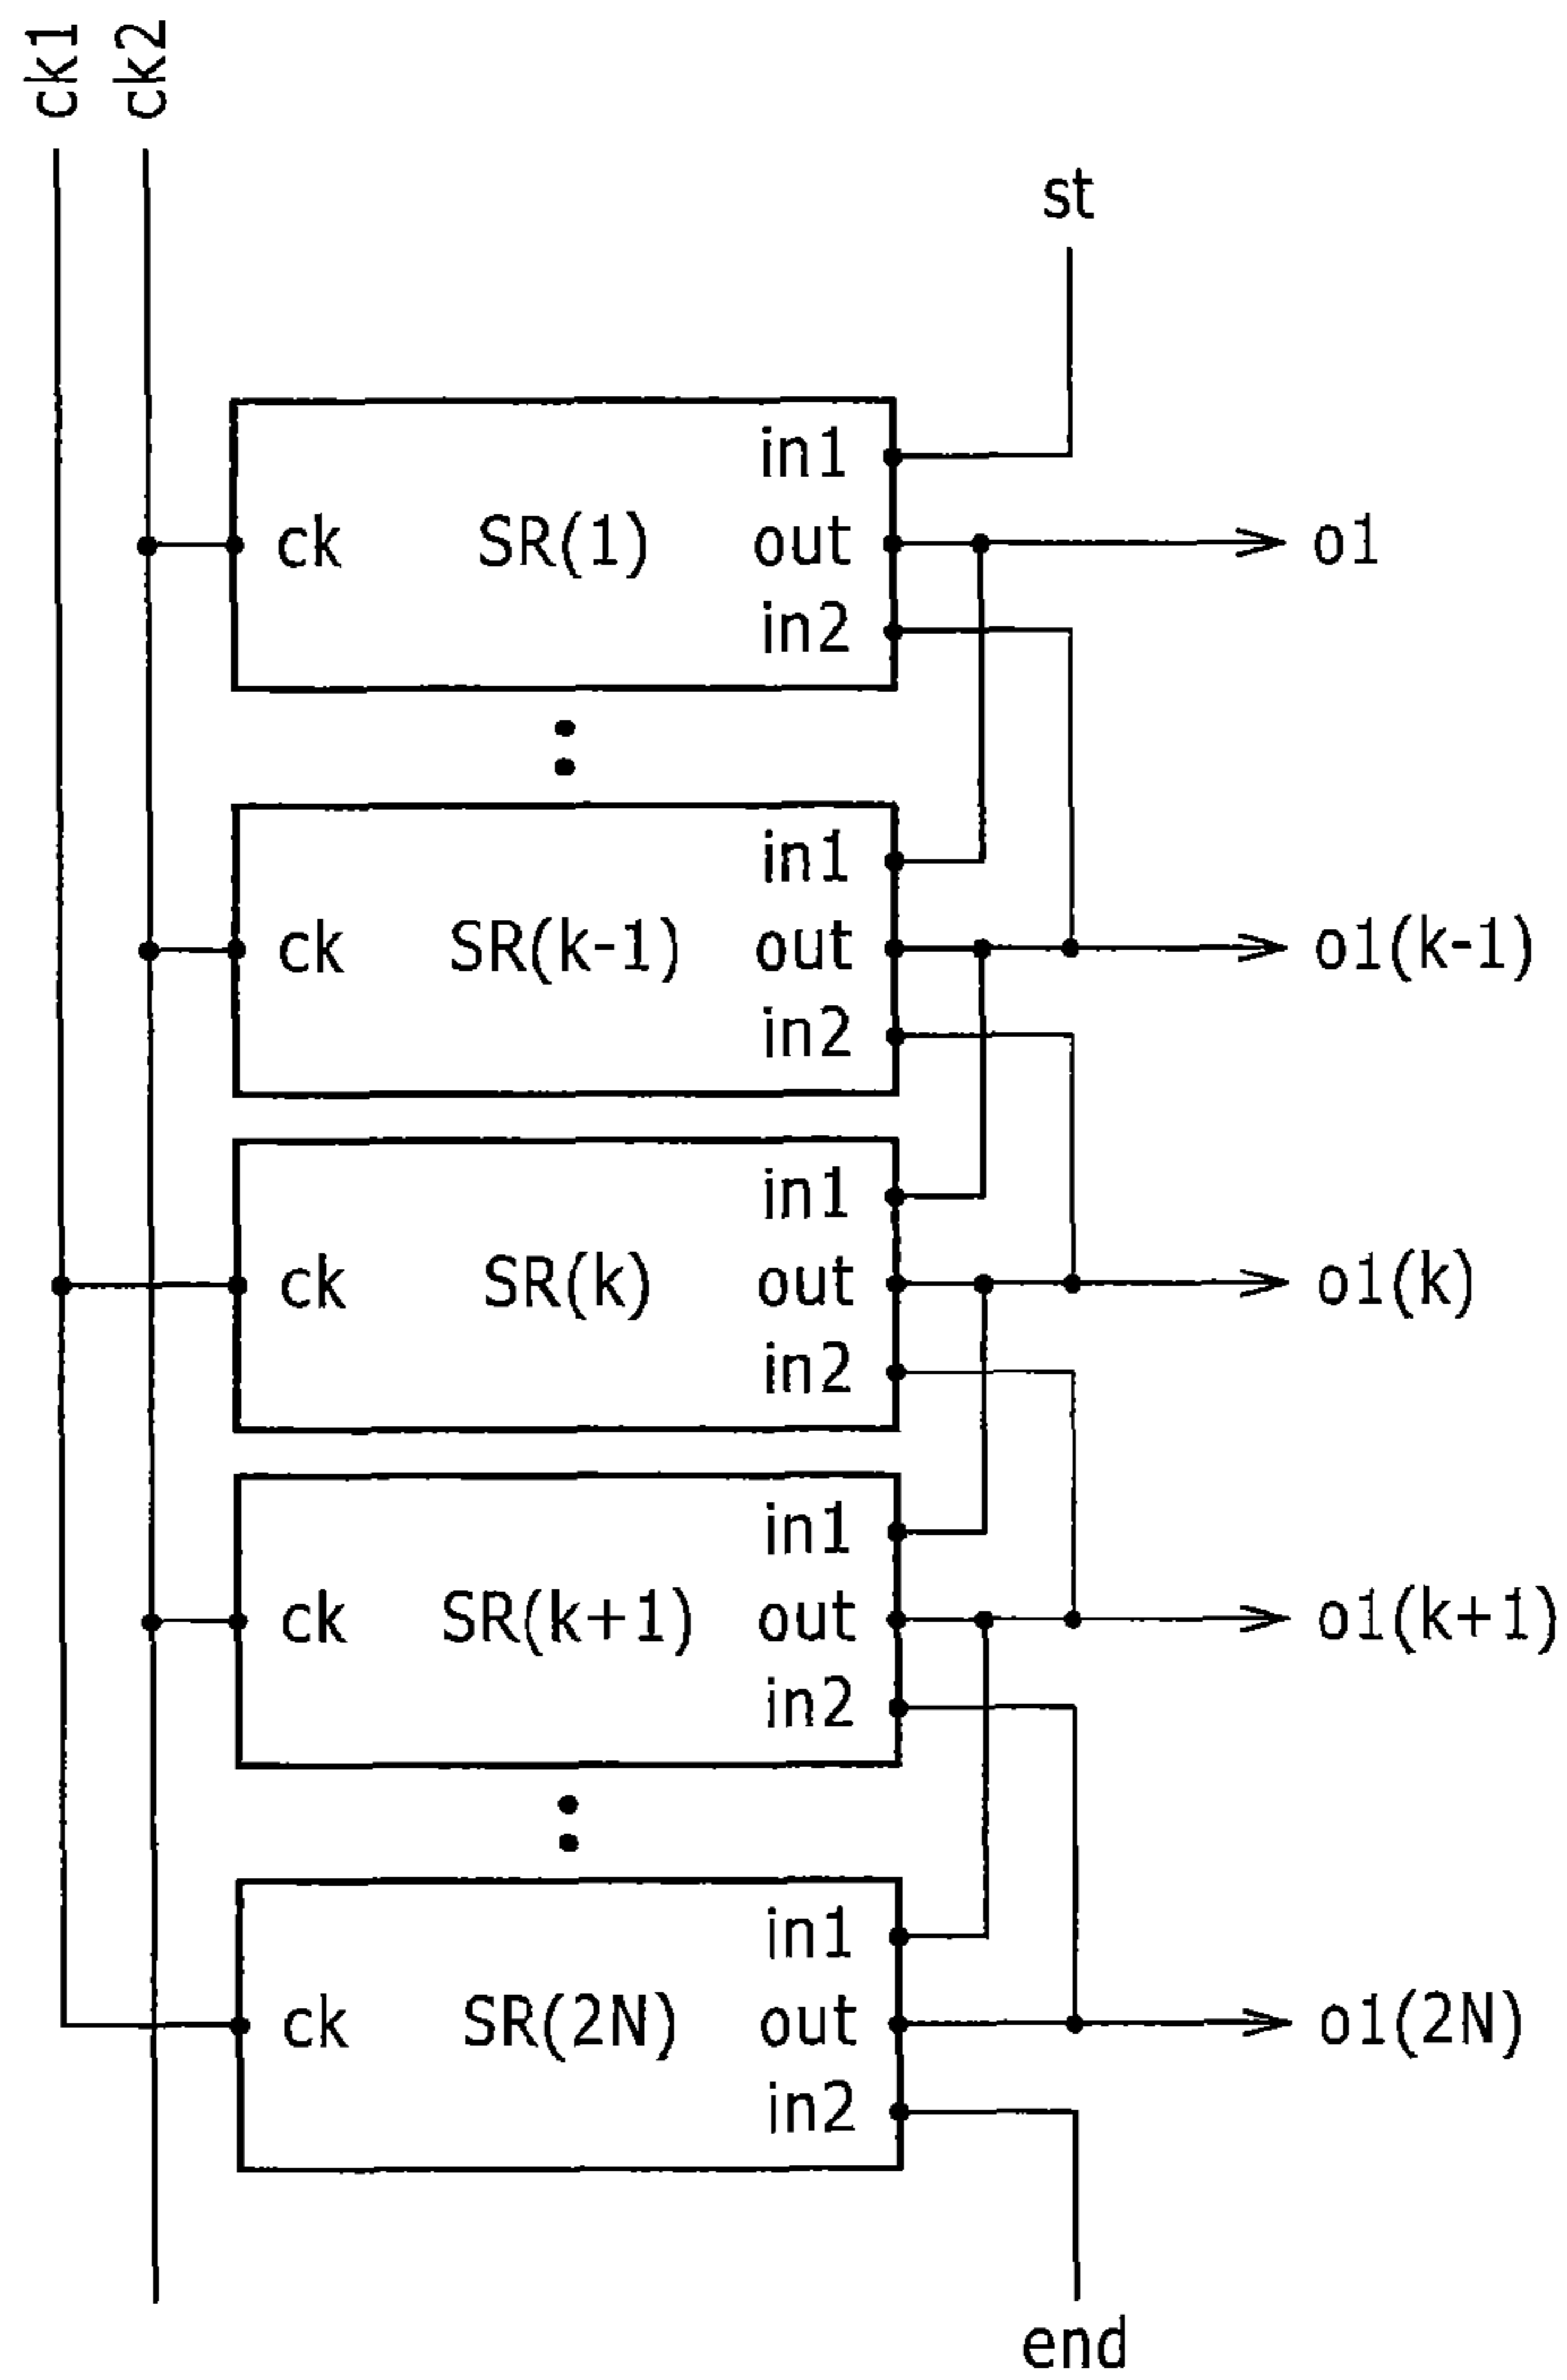 ck1
ck2
st
in1
ck SR(1) out o1
in2
in1
ck SR(k-1) out o1(k-1)
in2
in1
ck SR(k) out o1(k)
in2
in1
ck SR(k+1) out o1(k+1)
in2
in1
ck SR(2N) out o1(2N)
in2
end